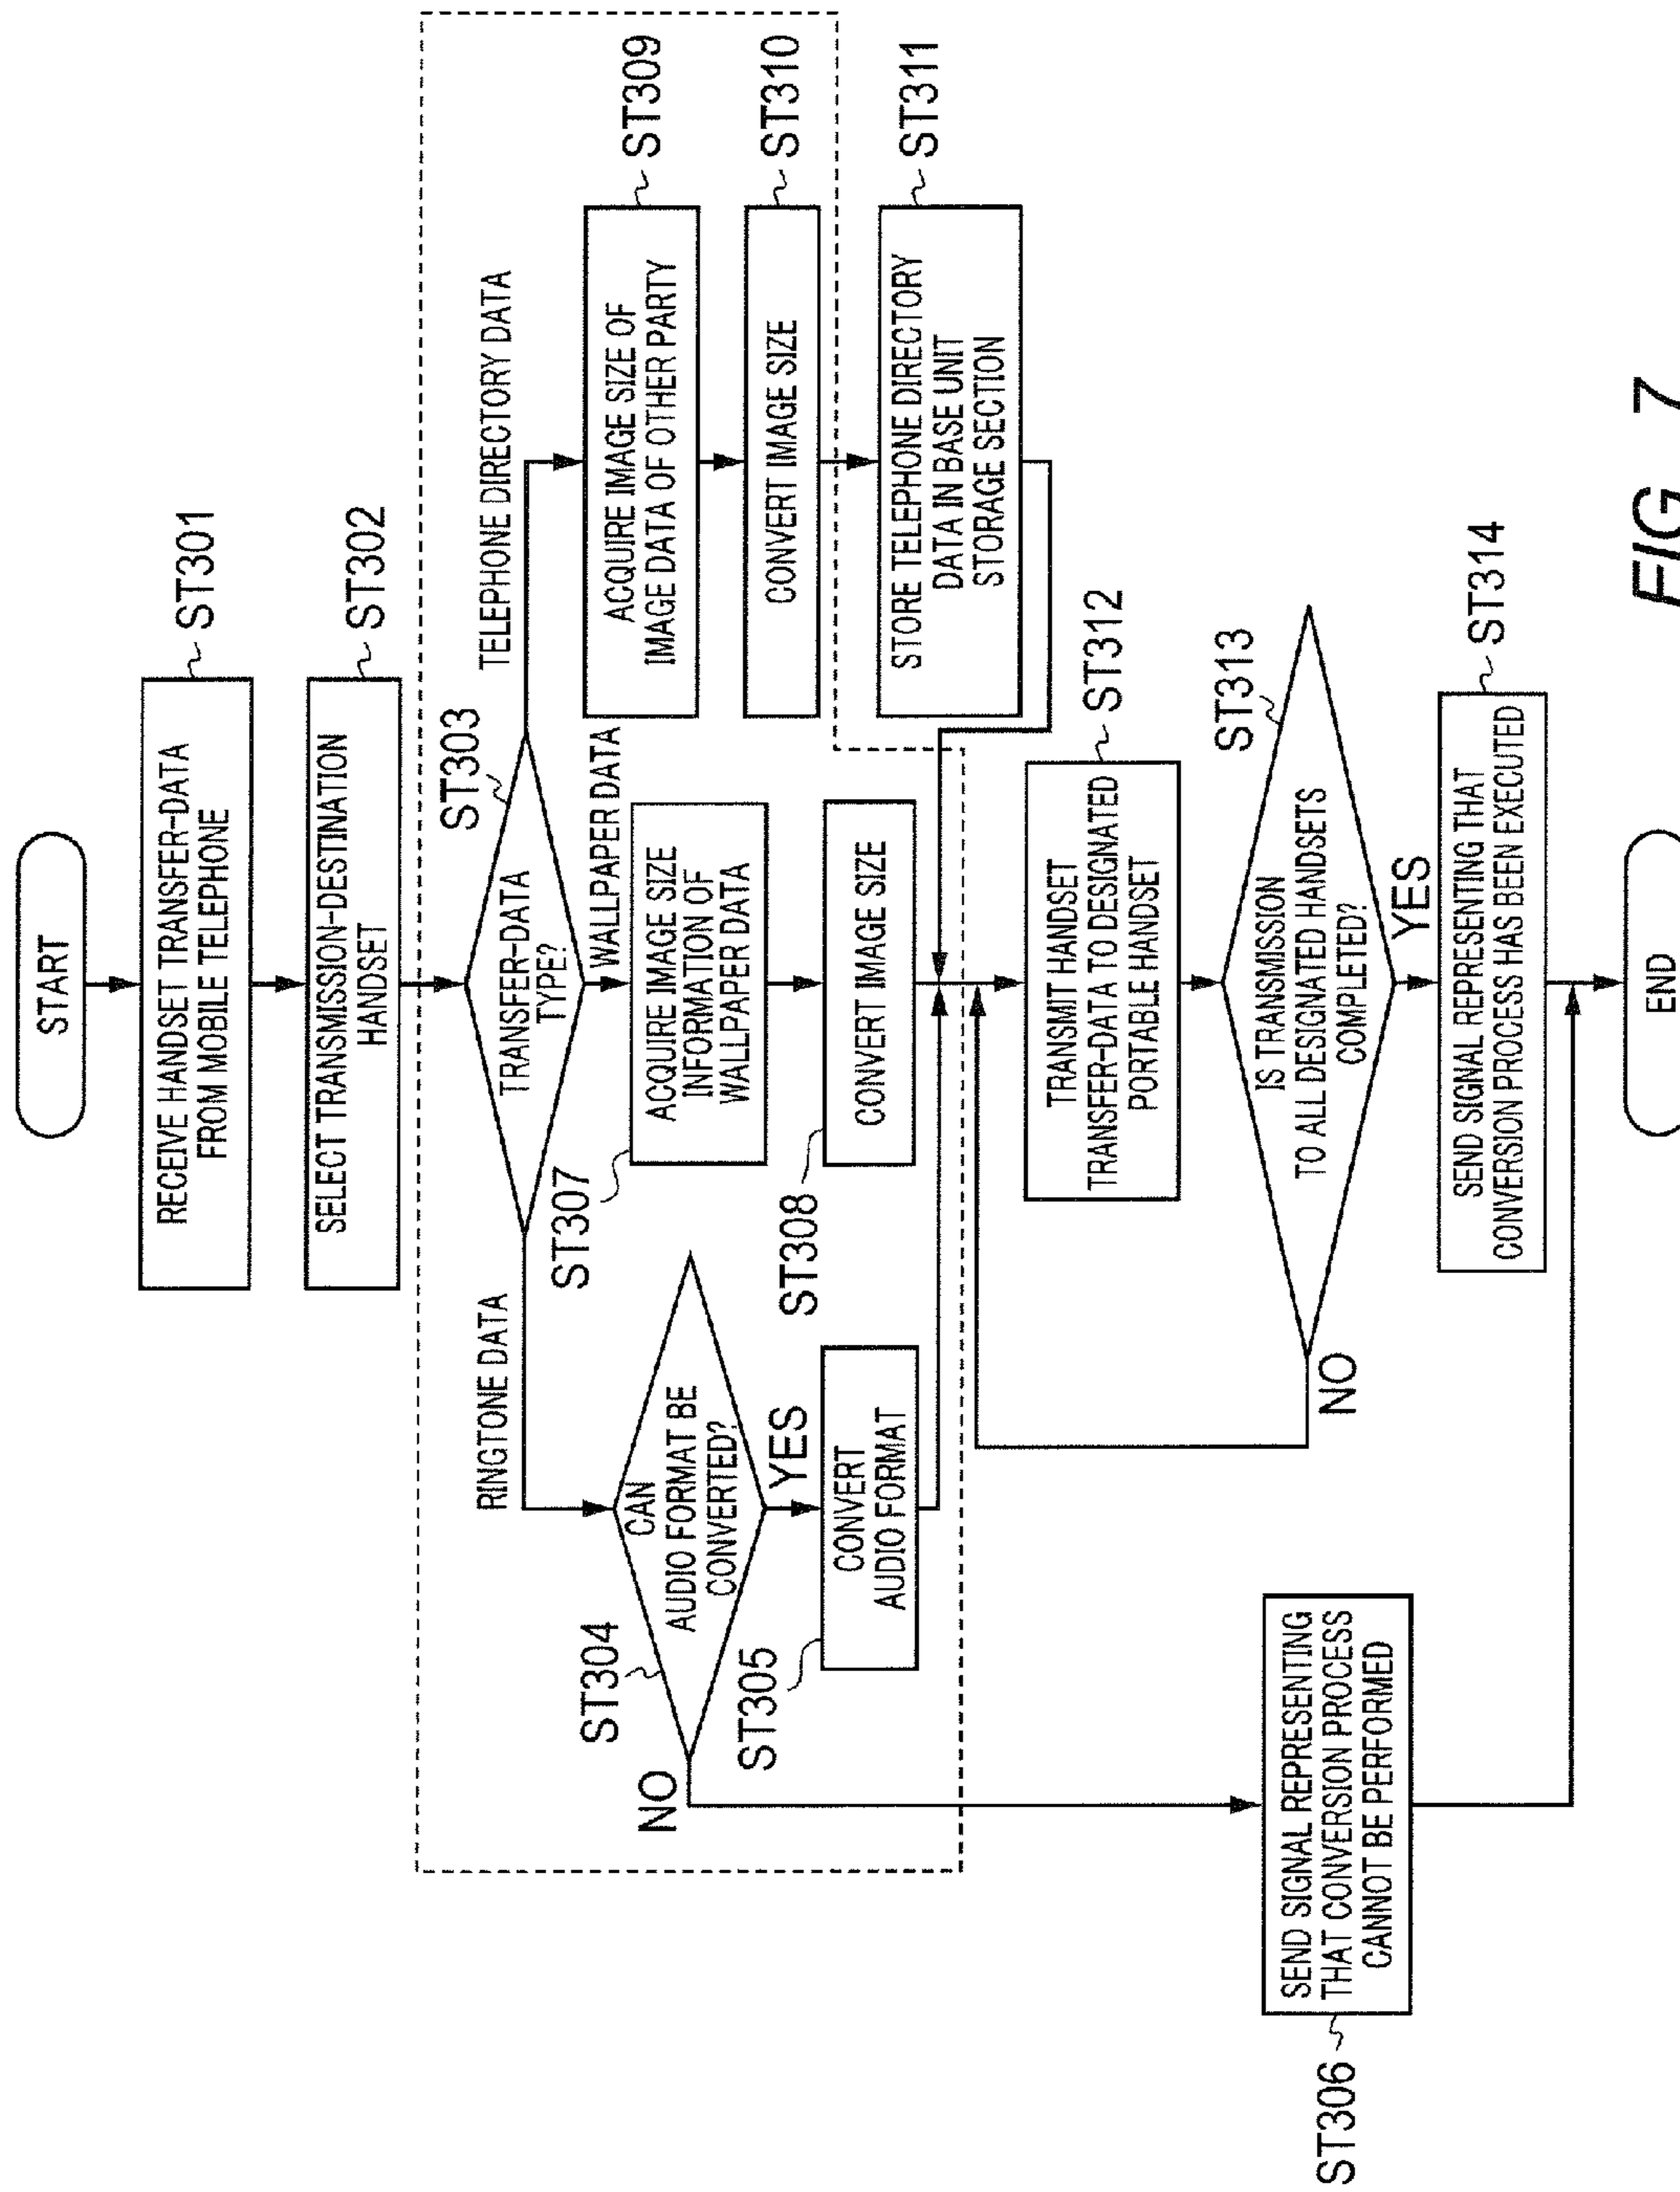 START
RECEIVE HANDSET TRANSFER-DATA
FROM MOBILE TELEPHONE
ST301
SELECT TRANSMISSION-DESTINATION
HANDSET
ST302
TRANSFER-DATA
TYPE?
ST303
RINGTONE DATA
WALLPAPER DATA
TELEPHONE DIRECTORY DATA
CAN
AUDIO FORMAT BE
CONVERTED?
ST304
NO
YES
CONVERT
AUDIO FORMAT
ST305
ACQUIRE IMAGE SIZE
INFORMATION OF
WALLPAPER DATA
ST307
CONVERT IMAGE SIZE
ST308
ACQUIRE IMAGE SIZE OF
IMAGE DATA OF OTHER PARTY
ST309
CONVERT IMAGE SIZE
ST310
STORE TELEPHONE DIRECTORY
DATA IN BASE UNIT
STORAGE SECTION
ST311
TRANSMIT HANDSET
TRANSFER-DATA TO DESIGNATED
PORTABLE HANDSET
ST312
IS TRANSMISSION
TO ALL DESIGNATED HANDSETS
COMPLETED?
ST313
NO
YES
SEND SIGNAL REPRESENTING
THAT CONVERSION PROCESS
CANNOT BE PERFORMED
ST306
SEND SIGNAL REPRESENTING THAT
CONVERSION PROCESS HAS BEEN EXECUTED
ST314
END
FIG. 7